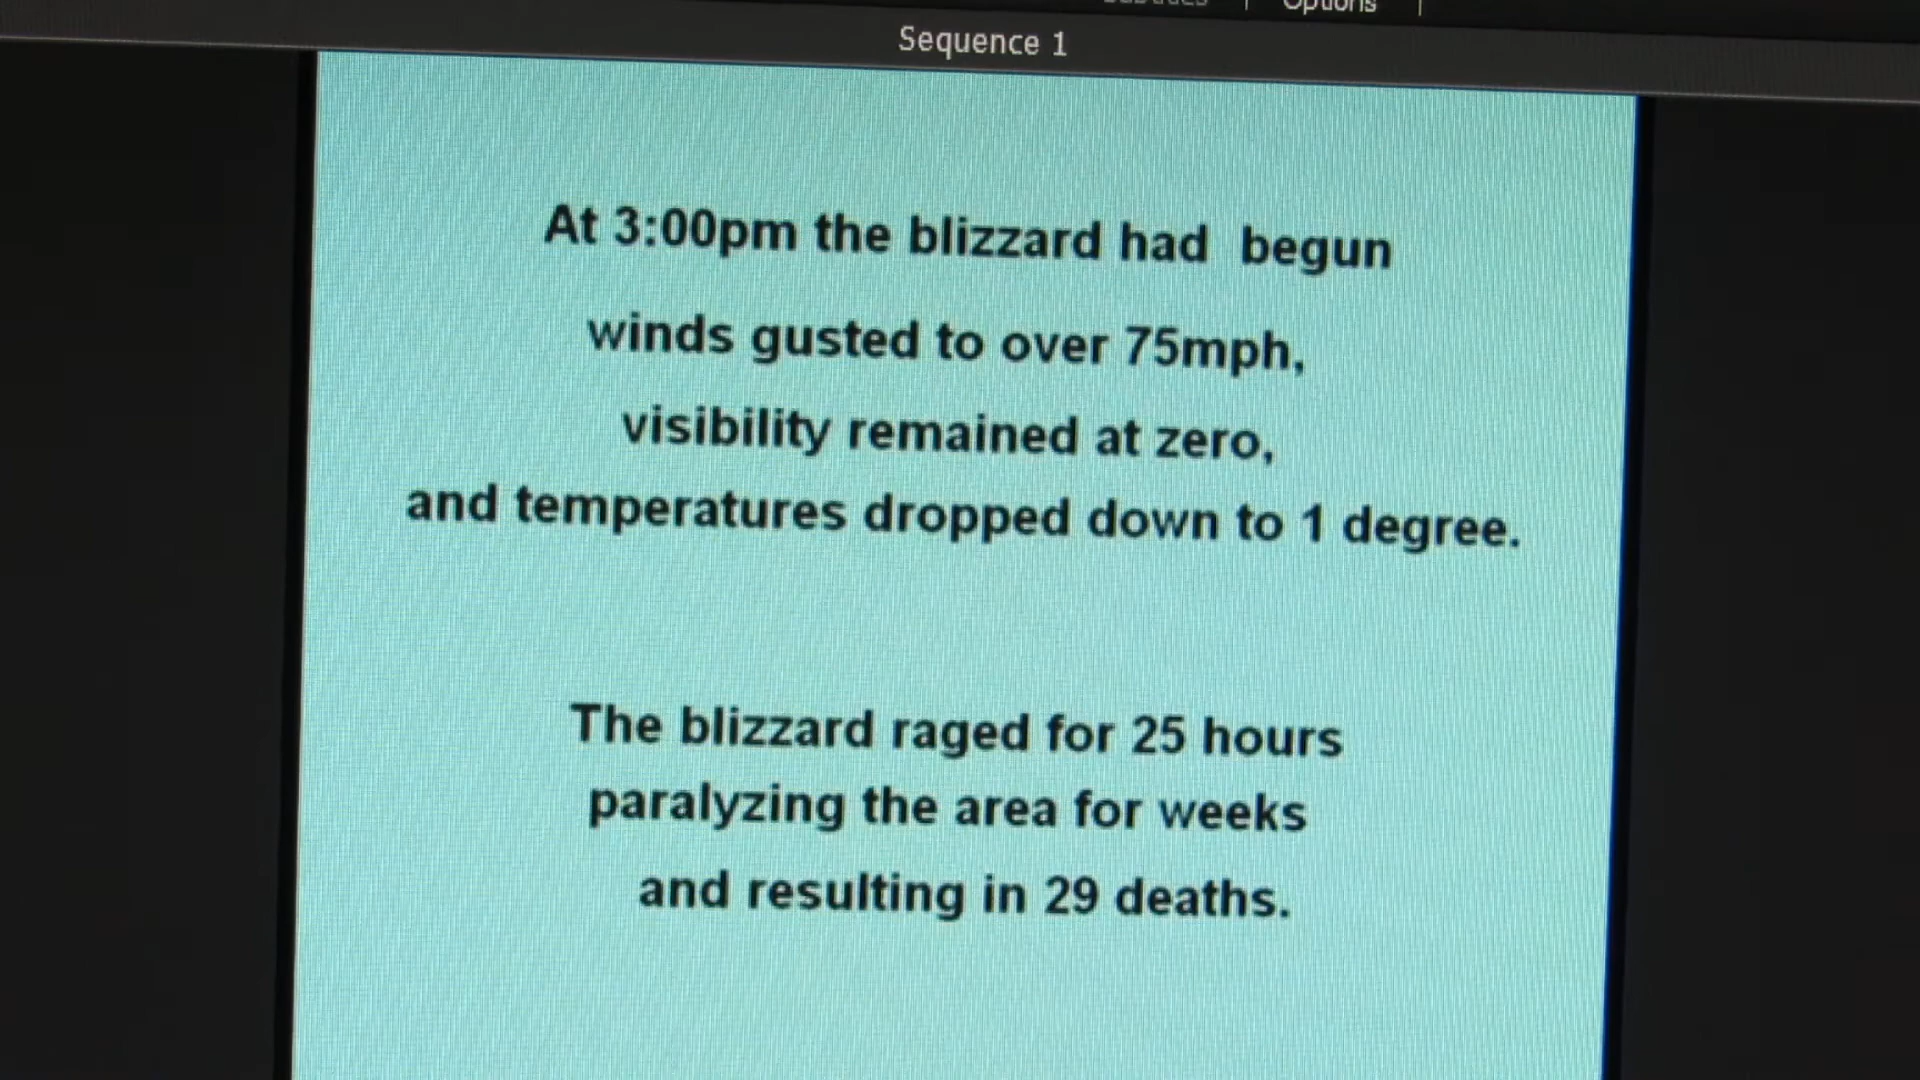 Options
Sequence 1
At 3:00pm the blizzard had  begun
winds gusted to over 75mph,
visibility remained at zero,
and temperatures dropped down to 1 degree.
The blizzard raged for 25 hours
paralyzing the area for weeks
and resulting in 29 deaths.